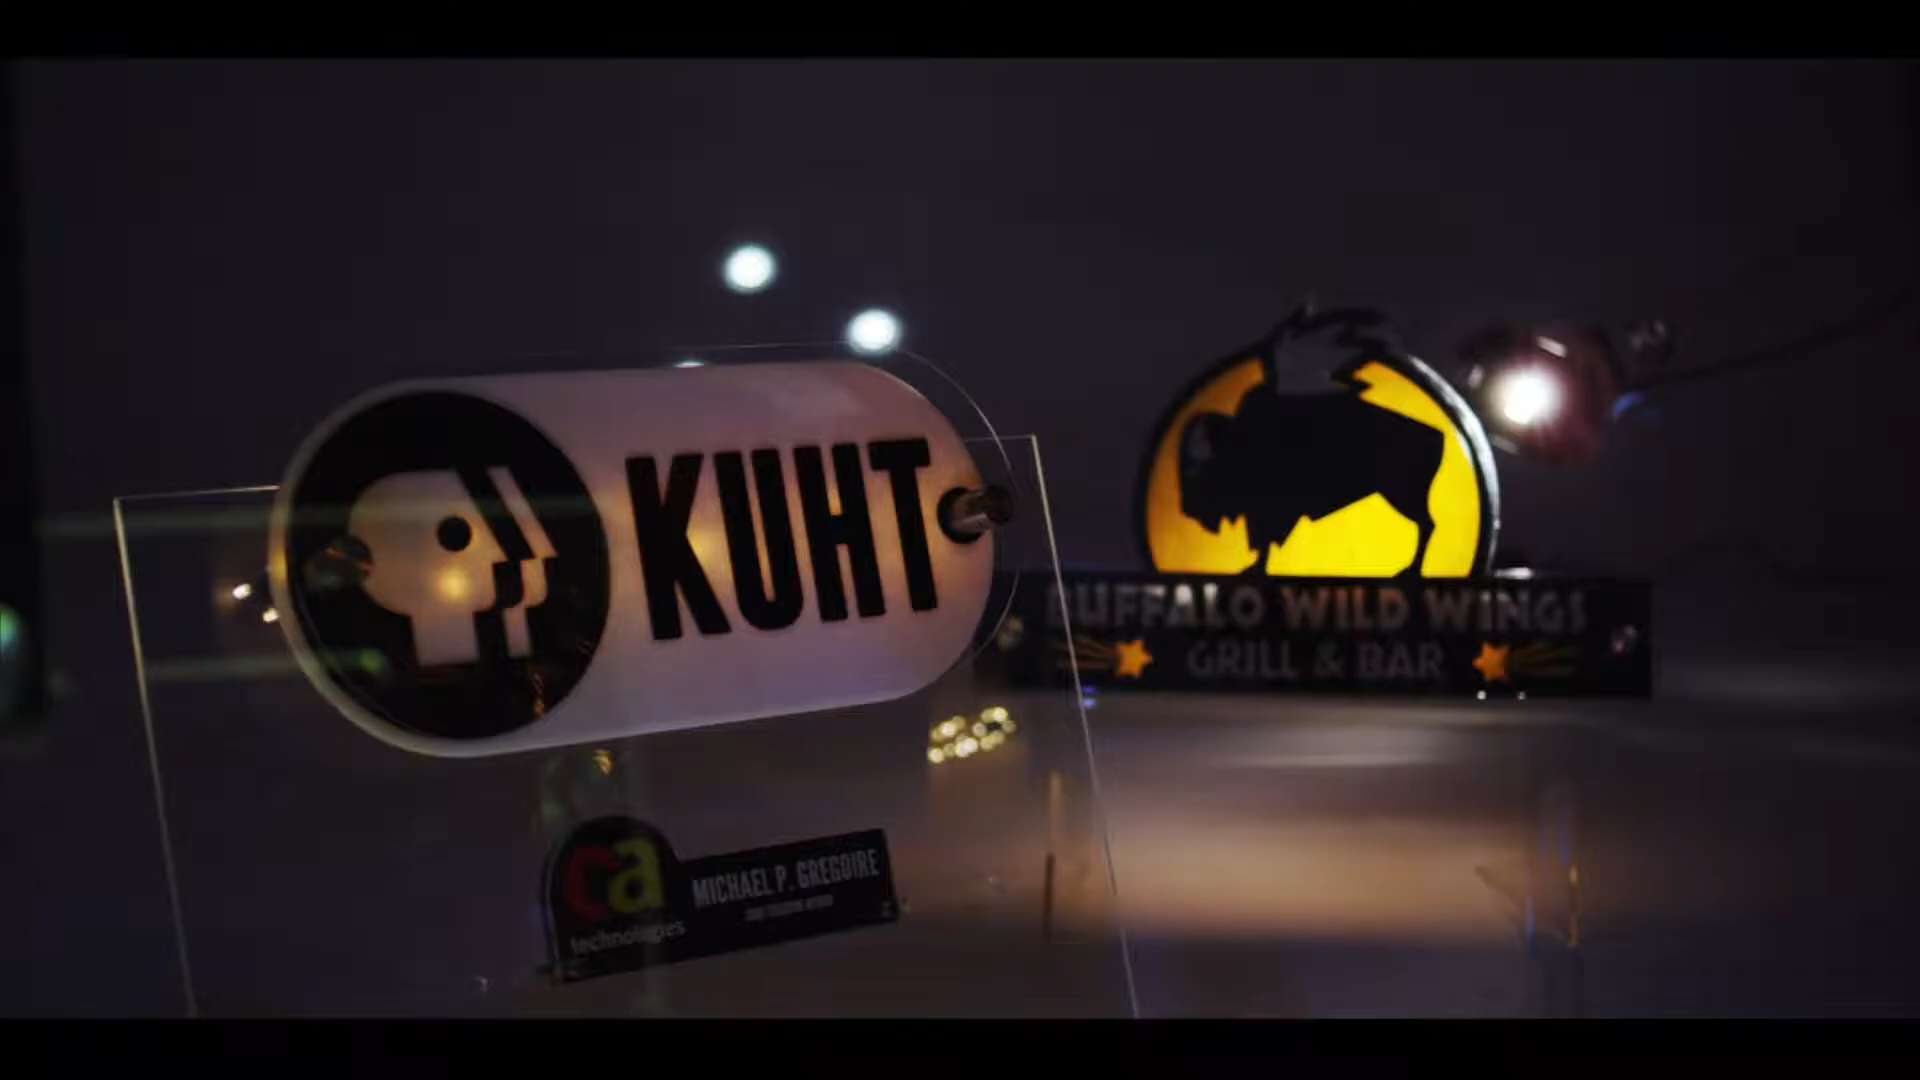 KUHT
BUFFALO WILD WINGS
GRILL & BAR
ca
technologies
MICHAEL P. GREGOIRE